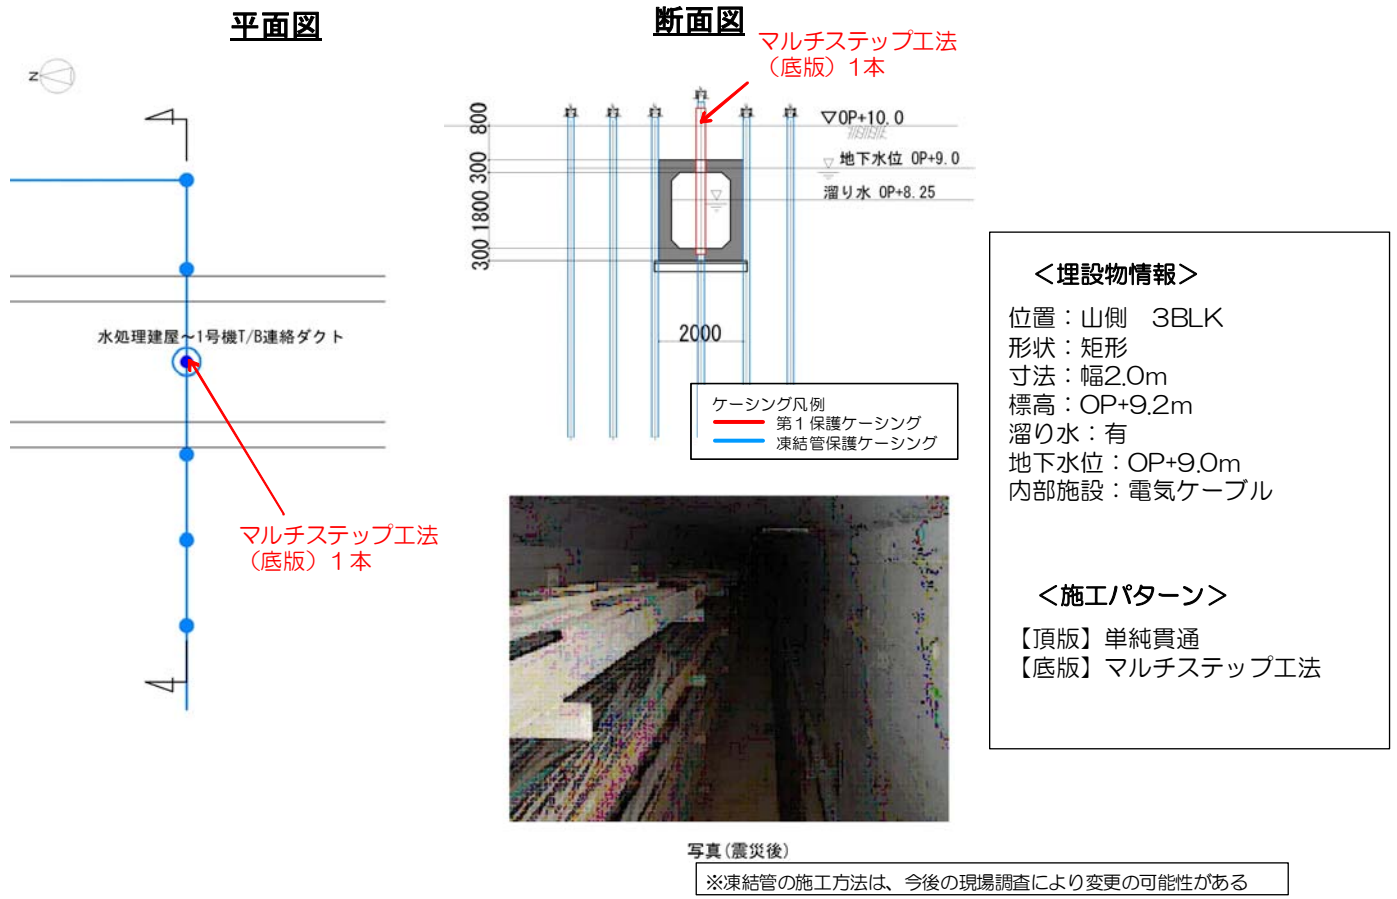 平面図
断面図
マルチステップ工法
（底版）1本
N
水処理建屋～1号機T/B連絡ダクト
マルチステップ工法
（底版）1本
800
300
1800
300
2000
▽OP+10.0
▽ 地下水位 OP+9.0
溜り水 OP+8.25
ケーシング凡例
第1保護ケーシング
凍結管保護ケーシング
写真(震災後)
＜埋設物情報＞
位置：山側　3BLK
形状：矩形
寸法：幅2.0m
標高：OP+9.2m
溜り水：有
地下水位：OP+9.0m
内部施設：電気ケーブル
＜施工パターン＞
【頂版】単純貫通
【底版】マルチステップ工法
※凍結管の施工方法は、今後の現場調査により変更の可能性がある